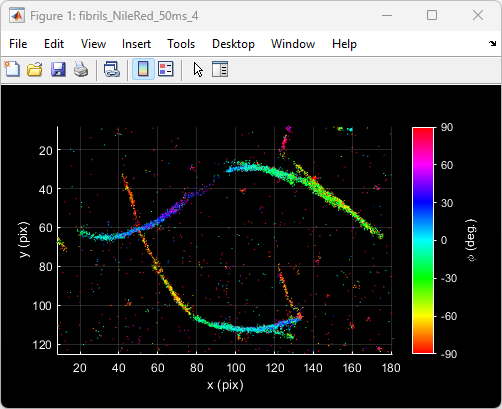 Figure 1: fibrils_NileRed_50ms_4
File Edit View Insert Tools Desktop Window Help
20
40
60
80
100
120
y (pix)
20 40 60 80 100 120 140 160 180
x (pix)
90
60
30
0
-30
-60
-90
ϕ (deg.)